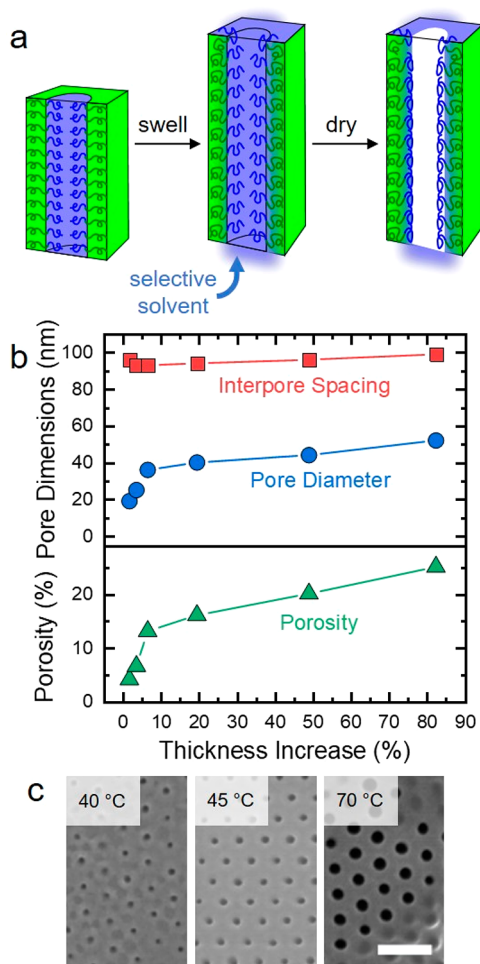 a
swell
dry
selective
solvent
b
Pore Dimensions (nm)
100
80
60
40
20
0
Interpore Spacing
Pore Diameter
Porosity (%)
20
10
0
Porosity
0 10 20 30 40 50 60 70 80 90
Thickness Increase (%)
c
40 °C
45 °C
70 °C